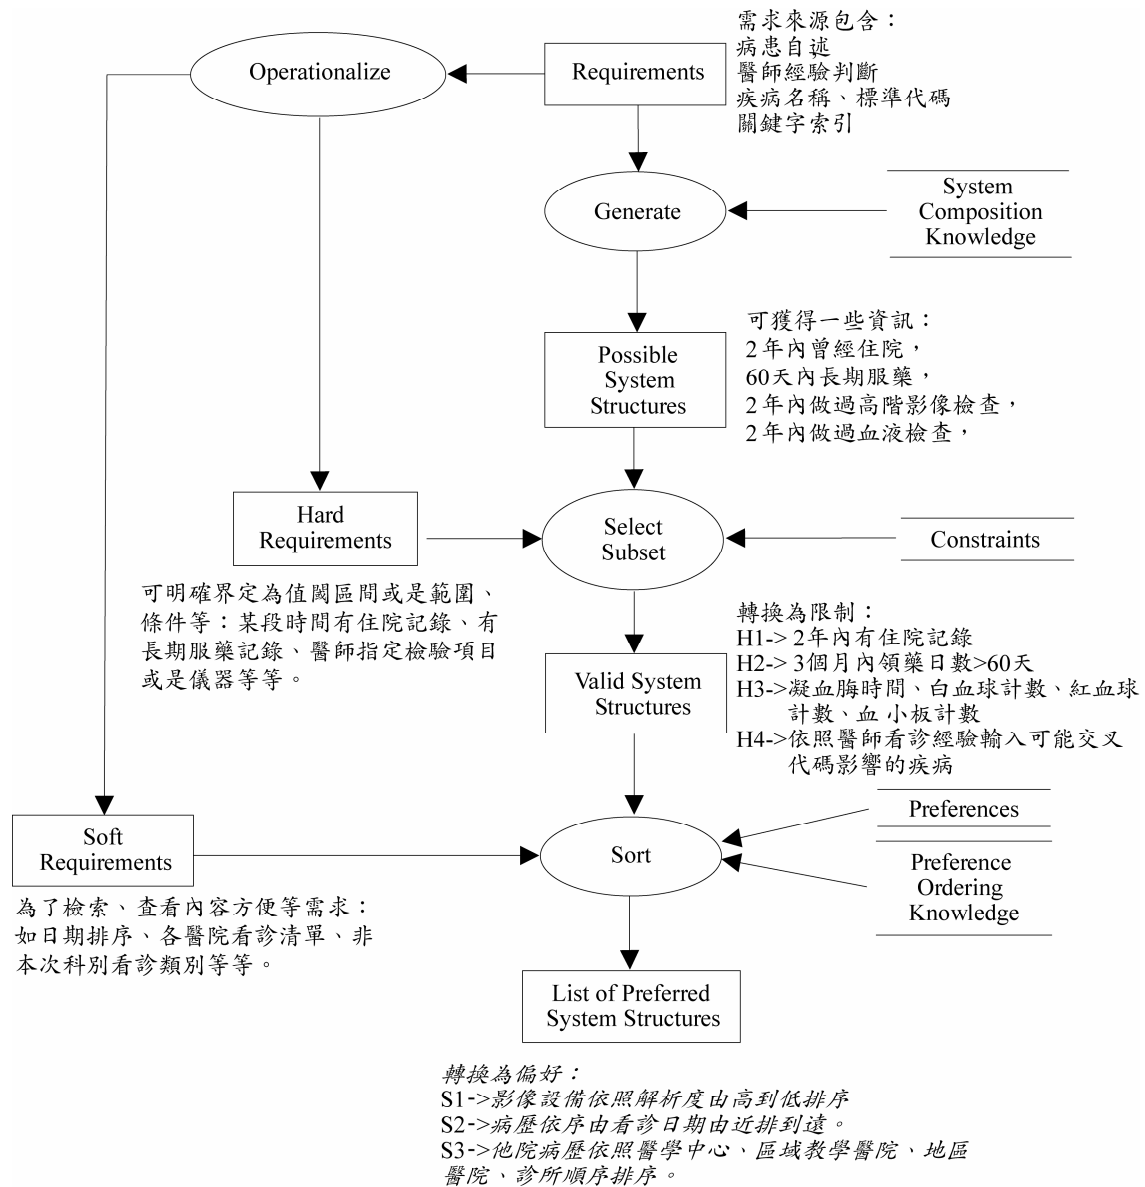 Operationalize
Requirements
需求來源包含：
病患自述
醫師經驗判斷
疾病名稱、標準代碼
關鍵字索引
Generate
System
Composition
Knowledge
Possible
System
Structures
可獲得一些資訊：
2年內曾經住院，
60天內長期服藥，
2年內做過高階影像檢查，
2年內做過血液檢查，
Hard
Requirements
Select
Subset
Constraints
可明確界定為值閾區間或是範圍、
條件等：某段時間有住院記錄、有
長期服藥記錄、醫師指定檢驗項目
或是儀器等等。
Valid System
Structures
轉換為限制：
H1-> 2年內有住院記錄
H2-> 3個月內領藥日數>60天
H3->凝血脢時間、白血球計數、紅血球
計數、血 小板計數
H4->依照醫師看診經驗輸入可能交叉
代碼影響的疾病
Soft
Requirements
Sort
Preferences
Preference
Ordering
Knowledge
為了檢索、查看內容方便等需求：
如日期排序、各醫院看診清單、非
本次科別看診類別等等。
List of Preferred
System Structures
轉換為偏好：
S1->影像設備依照解析度由高到低排序
S2->病歷依序由看診日期由近排到遠。
S3->他院病歷依照醫學中心、區域教學醫院、地區
醫院、診所順序排序。